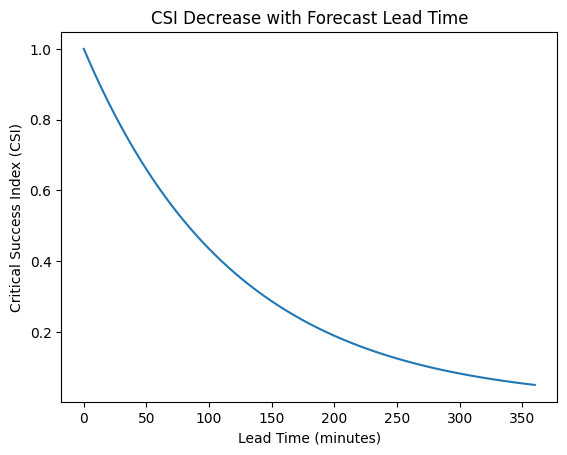 CSI Decrease with Forecast Lead Time
Critical Success Index (CSI)
1.0
0.8
0.6
0.4
0.2
0 50 100 150 200 250 300 350
Lead Time (minutes)